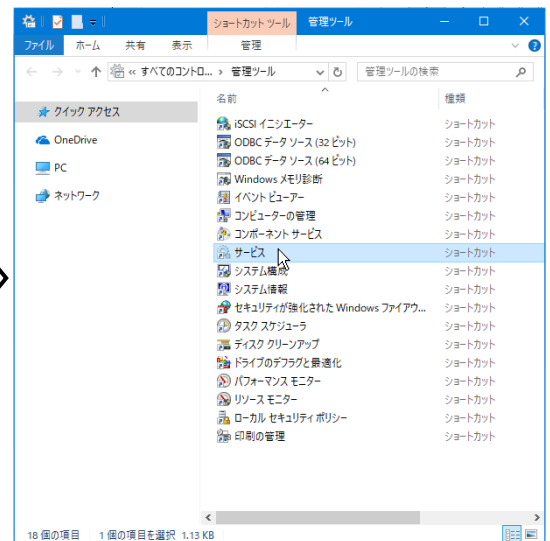 ショートカット ツール 管理ツール
ファイル ホーム 共有 表示 管理
« すべてのコントロ... › 管理ツール 管理ツールの検索
名前 種類
クイック アクセス
OneDrive
PC
ネットワーク
iSCSI イニシエーター ショートカット
ODBC データ ソース (32 ビット) ショートカット
ODBC データ ソース (64 ビット) ショートカット
Windows メモリ診断 ショートカット
イベント ビューアー ショートカット
コンピューターの管理 ショートカット
コンポーネント サービス ショートカット
サービス ショートカット
システム構成 ショートカット
システム情報 ショートカット
セキュリティが強化された Windows ファイアウ... ショートカット
タスク スケジューラ ショートカット
ディスク クリーンアップ ショートカット
ドライブのデフラグと最適化 ショートカット
パフォーマンス モニター ショートカット
リソース モニター ショートカット
ローカル セキュリティ ポリシー ショートカット
印刷の管理 ショートカット
18 個の項目 1 個の項目を選択 1.13 KB